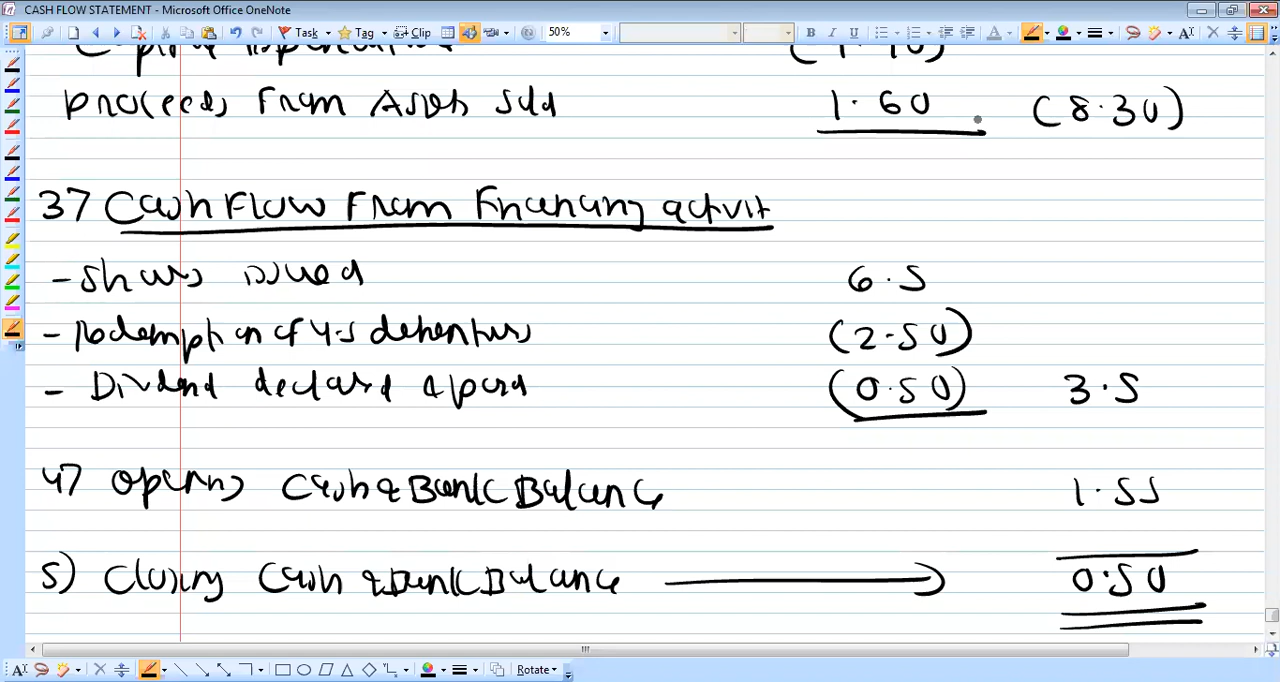 CASH FLOW STATEMENT - Microsoft Office OneNote
Task Tag Clip 50%
Proceeds From Assets sold 1.60 (8.30)
3) Cash Flow From Financing activit
- Shares issued 6.5
- Redemption of 4.5 debentures (2.50)
- Dividend declared & paid (0.50) 3.5
4) Opening Cash & Bank Balance 1.55
5) Closing Cash & Bank Balance 0.50
Rotate